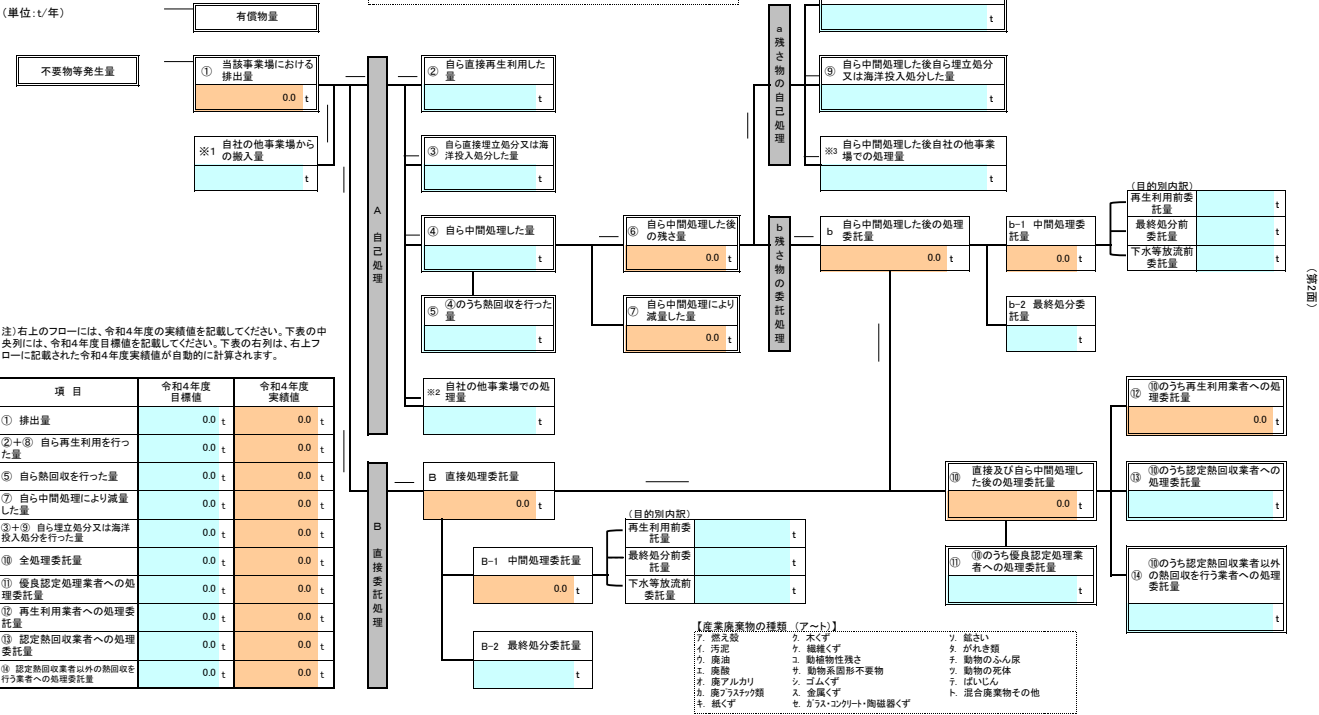 (単位:t/年)
有償物量
不要物等発生量
① 当該事業場における
排出量
0.0 t
※1 自社の他事業場から
の搬入量
t
A 自己処理
② 自ら直接再生利用した
量
t
③ 自ら直接埋立処分又は海
洋投入処分した量
t
④ 自ら中間処理した量
t
⑤ ④のうち熱回収を行った
量
t
※2 自社の他事業場での処
理量
t
⑥ 自ら中間処理した後
の残さ量
0.0 t
⑦ 自ら中間処理により
減量した量
0.0 t
a 残さ物の自己処理
t
⑨ 自ら中間処理した後自ら埋立処分
又は海洋投入処分した量
t
※3 自ら中間処理した後自社の他事業
場での処理量
t
b 残さ物の委託処理
b 自ら中間処理した後の処理
委託量
0.0 t
b-1 中間処理委
託量
0.0 t
b-2 最終処分委
託量
t
(目的別内訳)
再生利用前委
託量
t
最終処分前
委託量
t
下水等放流前
委託量
t
(第2面)
注)右上のフローには、令和4年度の実績値を記載してください。下表の中
央列には、令和4年度目標値を記載してください。下表の右列は、右上フ
ローに記載された令和4年度実績値が自動的に計算されます。
項 目
令和4年度
目標値
令和4年度
実績値
① 排出量
0.0 t 0.0 t
②+⑧ 自ら再生利用を行っ
た量
0.0 t 0.0 t
⑤ 自ら熱回収を行った量
0.0 t 0.0 t
⑦ 自ら中間処理により減量
した量
0.0 t 0.0 t
③+⑨ 自ら埋立処分又は海洋
投入処分を行った量
0.0 t 0.0 t
⑩ 全処理委託量
0.0 t 0.0 t
⑪ 優良認定処理業者への処
理委託量
0.0 t 0.0 t
⑫ 再生利用業者への処理委
託量
0.0 t 0.0 t
⑬ 認定熱回収業者への処理
委託量
0.0 t 0.0 t
⑭ 認定熱回収業者以外の熱回収を
行う業者への処理委託量
0.0 t 0.0 t
B 直接委託処理
B 直接処理委託量
0.0 t
B-1 中間処理委託量
0.0 t
B-2 最終処分委託量
t
(目的別内訳)
再生利用前委
託量
t
最終処分前委
託量
t
下水等放流前
委託量
t
⑩ 直接及び自ら中間処理し
た後の処理委託量
0.0 t
⑪ ⑩のうち優良認定処理業
者への処理委託量
t
⑫ ⑩のうち再生利用業者への処
理委託量
0.0 t
⑬ ⑩のうち認定熱回収業者への
処理委託量
t
⑭ ⑩のうち認定熱回収業者以外
の熱回収を行う業者への処理
委託量
t
【産業廃棄物の種類 (ア~ト)】
ア. 燃え殻
イ. 汚泥
ウ. 廃油
エ. 廃酸
オ. 廃アルカリ
カ. 廃プラスチック類
キ. 紙くず
ク. 木くず
ケ. 繊維くず
コ. 動植物性残さ
サ. 動物系固形不要物
シ. ゴムくず
ス. 金属くず
セ. ガラス・コンクリート・陶磁器くず
ソ. 鉱さい
タ. がれき類
チ. 動物のふん尿
ツ. 動物の死体
テ. ばいじん
ト. 混合廃棄物その他